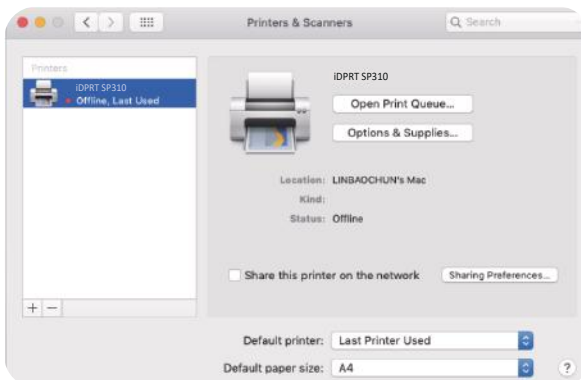 Printers & Scanners
Search
Printers
iDPRT SP310
Offline, Last Used
iDPRT SP310
Open Print Queue...
Options & Supplies...
Location: LINBAOCHUN's Mac
Kind:
Status: Offline
Share this printer on the network
Sharing Preferences...
+ −
Default printer: Last Printer Used
Default paper size: A4
?